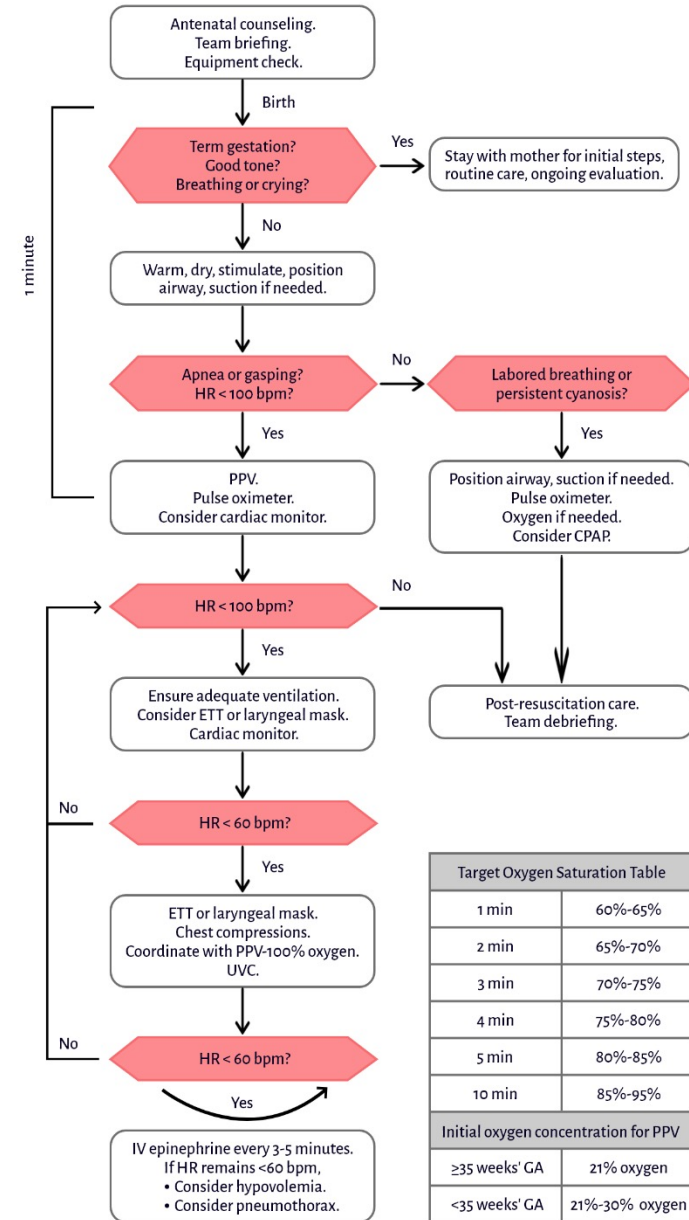 Antenatal counseling.
Team briefing.
Equipment check.
Birth
1 minute
Term gestation?
Good tone?
Breathing or crying?
Yes
Stay with mother for initial steps,
routine care, ongoing evaluation.
No
Warm, dry, stimulate, position
airway, suction if needed.
Apnea or gasping?
HR < 100 bpm?
No
Labored breathing or
persistent cyanosis?
Yes
Yes
PPV.
Pulse oximeter.
Consider cardiac monitor.
Position airway, suction if needed.
Pulse oximeter.
Oxygen if needed.
Consider CPAP.
HR < 100 bpm?
No
Yes
Ensure adequate ventilation.
Consider ETT or laryngeal mask.
Cardiac monitor.
Post-resuscitation care.
Team debriefing.
No
HR < 60 bpm?
Yes
ETT or laryngeal mask.
Chest compressions.
Coordinate with PPV-100% oxygen.
UVC.
No
HR < 60 bpm?
Yes
IV epinephrine every 3-5 minutes.
If HR remains <60 bpm,
• Consider hypovolemia.
• Consider pneumothorax.
Target Oxygen Saturation Table
1 min 60%-65%
2 min 65%-70%
3 min 70%-75%
4 min 75%-80%
5 min 80%-85%
10 min 85%-95%
Initial oxygen concentration for PPV
≥35 weeks' GA 21% oxygen
<35 weeks' GA 21%-30% oxygen